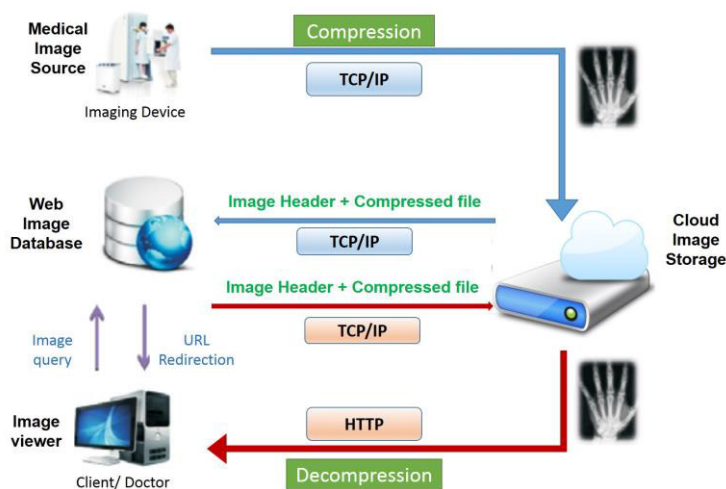 Medical
Image
Source
Imaging Device
Compression
TCP/IP
Web
Image
Database
Image Header + Compressed file
TCP/IP
Image Header + Compressed file
TCP/IP
Cloud
Image
Storage
Image
query
URL
Redirection
Image
viewer
Client/ Doctor
HTTP
Decompression